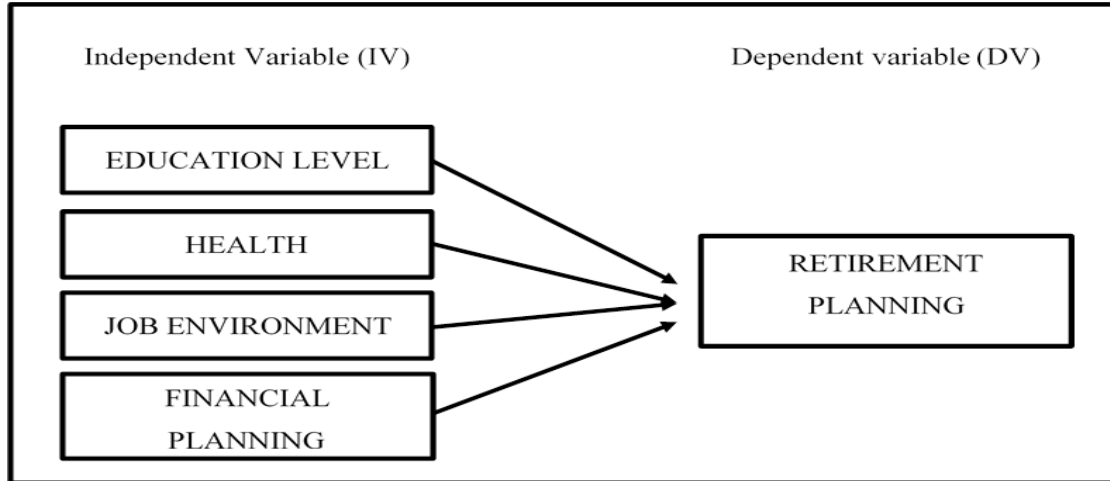 Independent Variable (IV)
Dependent variable (DV)
EDUCATION LEVEL
HEALTH
JOB ENVIRONMENT
FINANCIAL
PLANNING
RETIREMENT
PLANNING